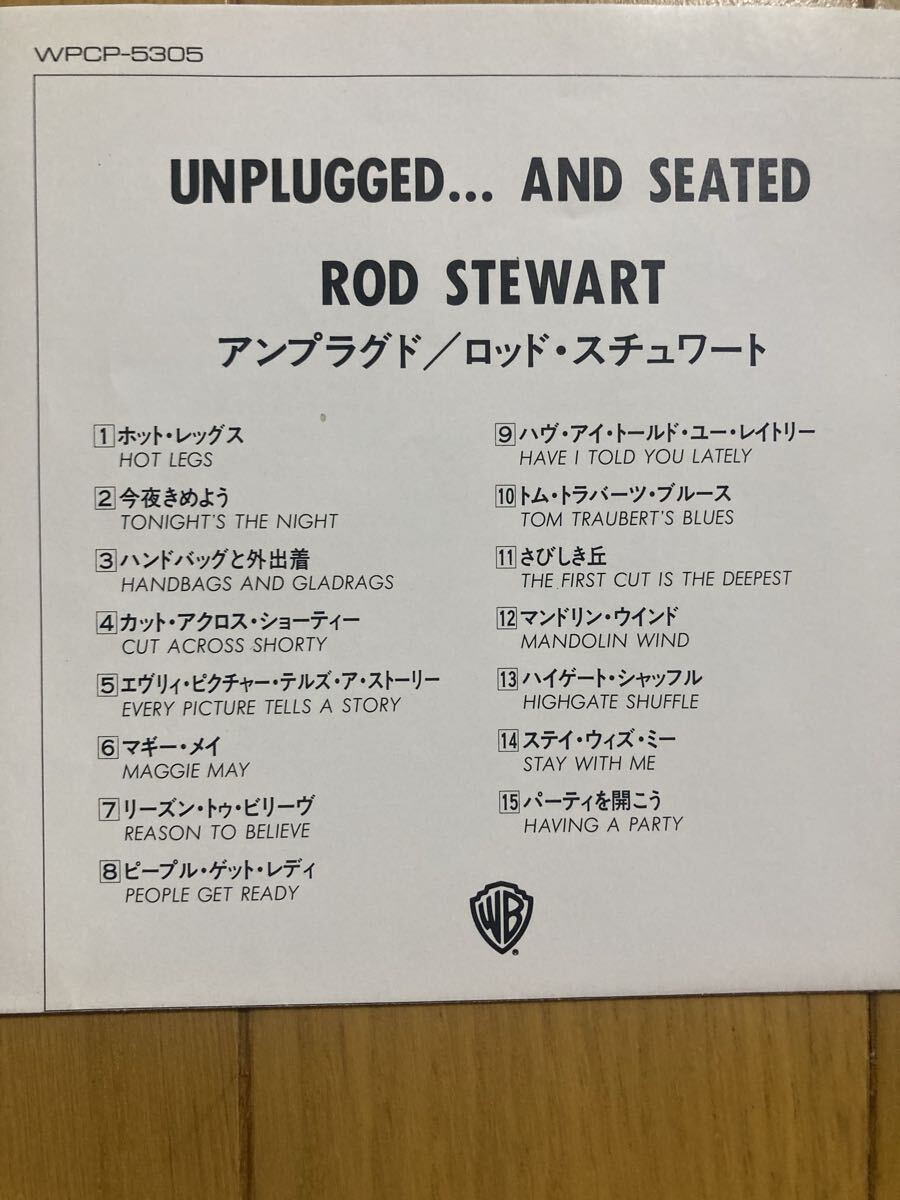 WPCP-5305
UNPLUGGED... AND SEATED
ROD STEWART
アンプラグド／ロッド・スチュワート
1 ホット・レッグス
HOT LEGS
2 今夜きめよう
TONIGHT'S THE NIGHT
3 ハンドバッグと外出着
HANDBAGS AND GLADRAGS
4 カット・アクロス・ショーティー
CUT ACROSS SHORTY
5 エヴリィ・ピクチャー・テルズ・ア・ストーリー
EVERY PICTURE TELLS A STORY
6 マギー・メイ
MAGGIE MAY
7 リーズン・トゥ・ビリーヴ
REASON TO BELIEVE
8 ピープル・ゲット・レディ
PEOPLE GET READY
9 ハヴ・アイ・トールド・ユー・レイトリー
HAVE I TOLD YOU LATELY
10 トム・トラバーツ・ブルース
TOM TRAUBERT'S BLUES
11 さびしき丘
THE FIRST CUT IS THE DEEPEST
12 マンドリン・ウインド
MANDOLIN WIND
13 ハイゲート・シャッフル
HIGHGATE SHUFFLE
14 ステイ・ウィズ・ミー
STAY WITH ME
15 パーティを開こう
HAVING A PARTY
WB